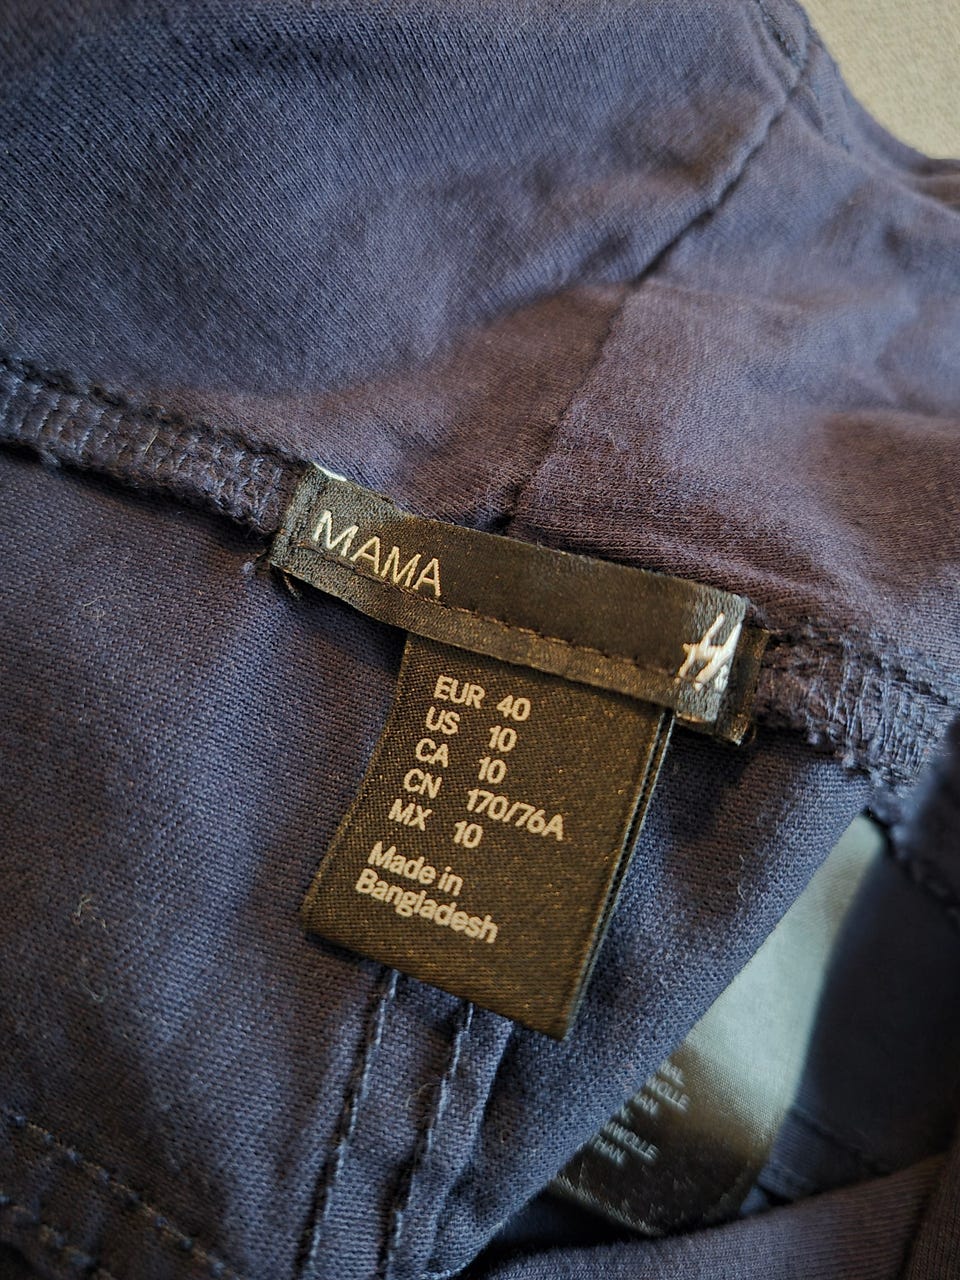 MAMA
EUR 40
US 10
CA 10
CN 170/76A
MX 10
Made in
Bangladesh